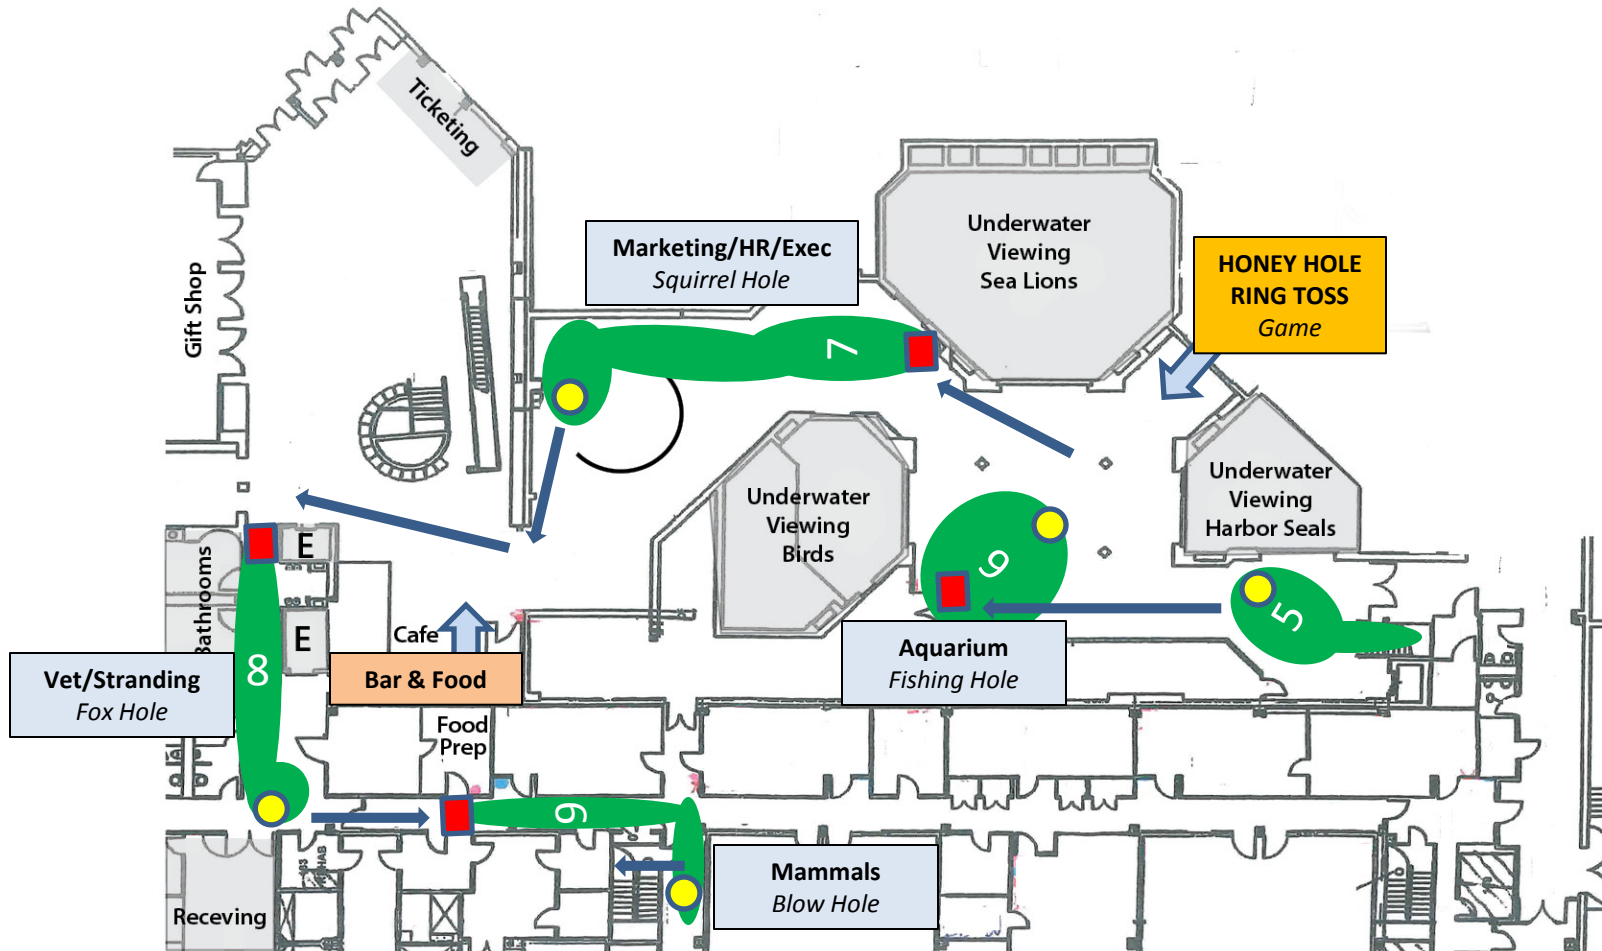 Ticketing
Gift Shop
Marketing/HR/Exec
Squirrel Hole
Underwater
Viewing
Sea Lions
HONEY HOLE
RING TOSS
Game
7
Underwater
Viewing
Birds
Underwater
Viewing
Harbor Seals
6
5
E
E
Bathrooms
Cafe
Bar & Food
Aquarium
Fishing Hole
Vet/Stranding
Fox Hole
8
Food
Prep
9
Mammals
Blow Hole
Receving